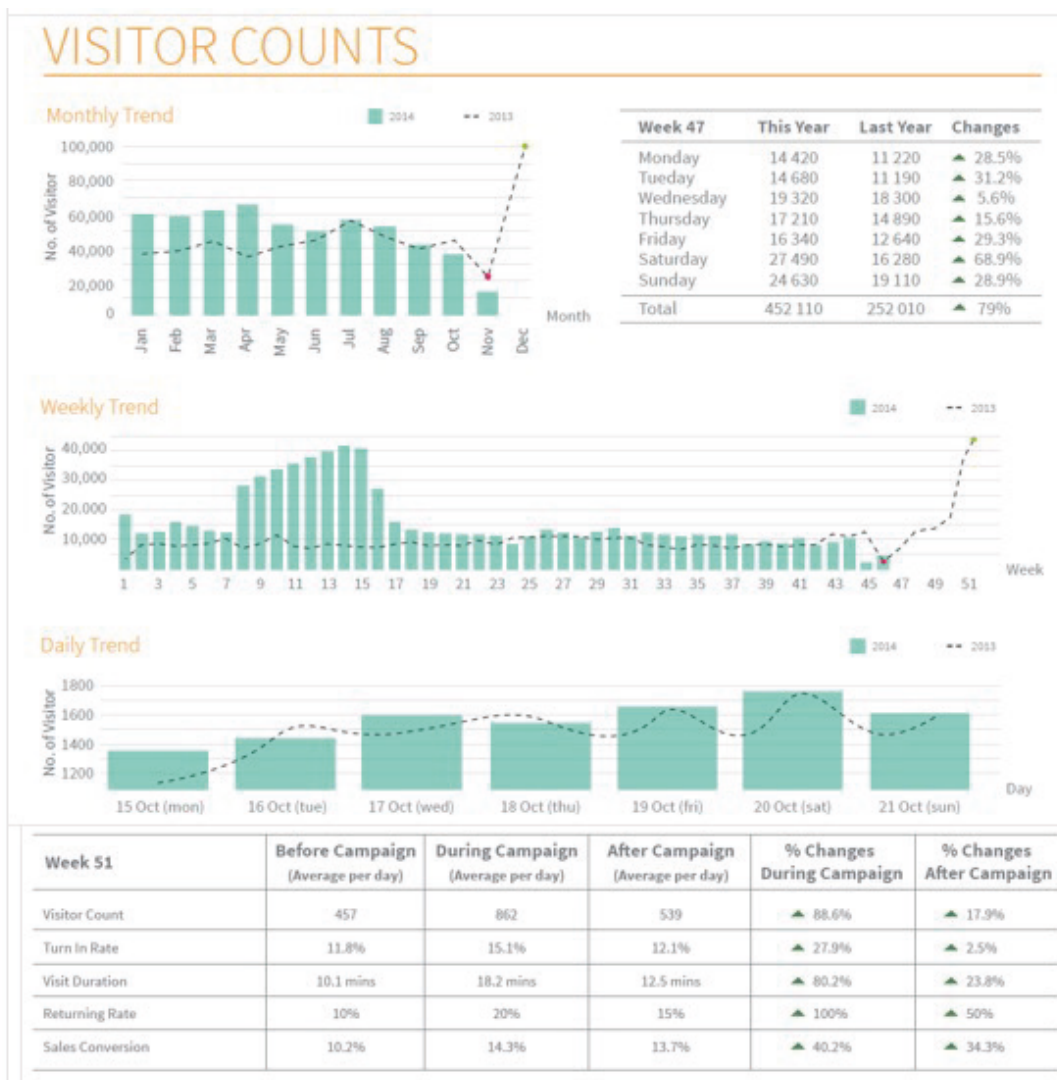 VISITOR COUNTS
Monthly Trend
2014
2013
No. of Visitor
100,000
80,000
60,000
40,000
20,000
0
Jan
Feb
Mar
Apr
May
Jun
Jul
Aug
Sep
Oct
Nov
Dec
Month
Week 47 This Year Last Year Changes
Monday 14 420 11 220 28.5%
Tueday 14 680 11 190 31.2%
Wednesday 19 320 18 300 5.6%
Thursday 17 210 14 890 15.6%
Friday 16 340 12 640 29.3%
Saturday 27 490 16 280 68.9%
Sunday 24 630 19 110 28.9%
Total 452 110 252 010 79%
Weekly Trend
2014
2013
No. of Visitor
40,000
30,000
20,000
10,000
1 3 5 7 9 11 13 15 17 19 21 23 25 27 29 31 33 35 37 39 41 43 45 47 49 51
Week
Daily Trend
2014
2013
No. of Visitor
1800
1600
1400
1200
15 Oct (mon) 16 Oct (tue) 17 Oct (wed) 18 Oct (thu) 19 Oct (fri) 20 Oct (sat) 21 Oct (sun)
Day
Week 51
Before Campaign
(Average per day)
During Campaign
(Average per day)
After Campaign
(Average per day)
% Changes
During Campaign
% Changes
After Campaign
Visitor Count 457 862 539 88.6% 17.9%
Turn In Rate 11.8% 15.1% 12.1% 27.9% 2.5%
Visit Duration 10.1 mins 18.2 mins 12.5 mins 80.2% 23.8%
Returning Rate 10% 20% 15% 100% 50%
Sales Conversion 10.2% 14.3% 13.7% 40.2% 34.3%